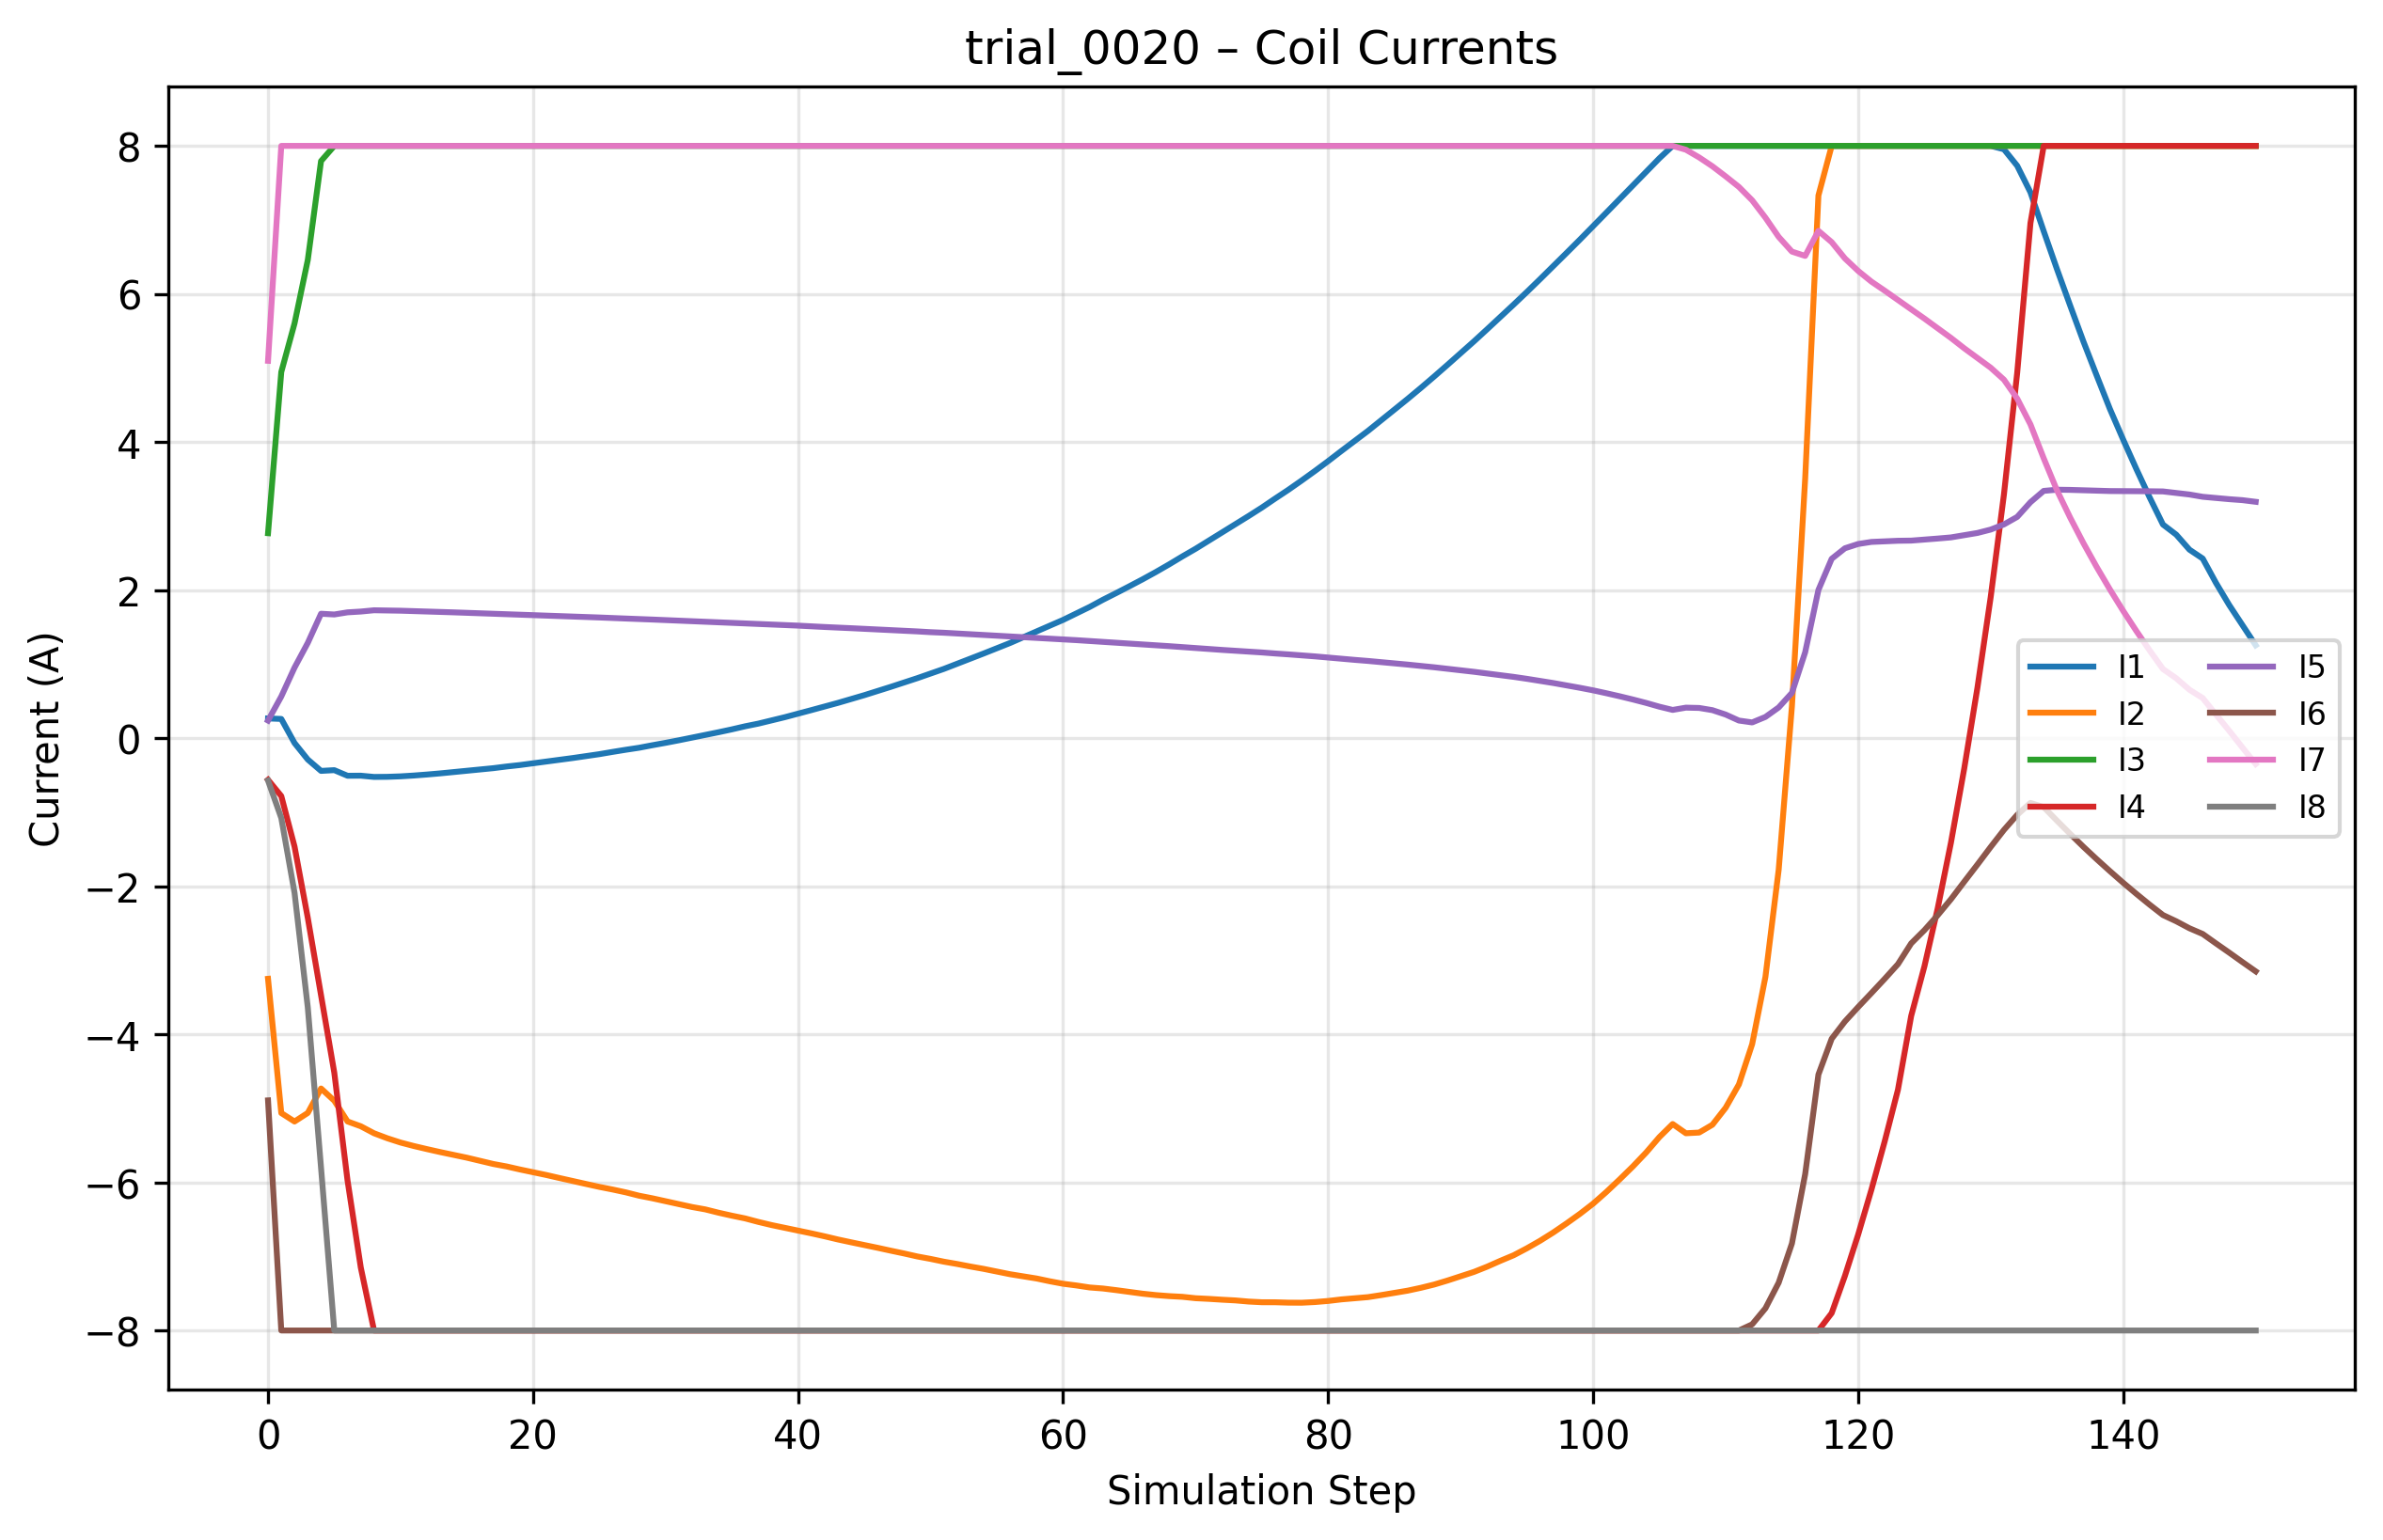 trial_0020 – Coil Currents
Current (A)
8
6
4
2
0
−2
−4
−6
−8
I1
I2
I3
I4
I5
I6
I7
I8
0 20 40 60 80 100 120 140
Simulation Step